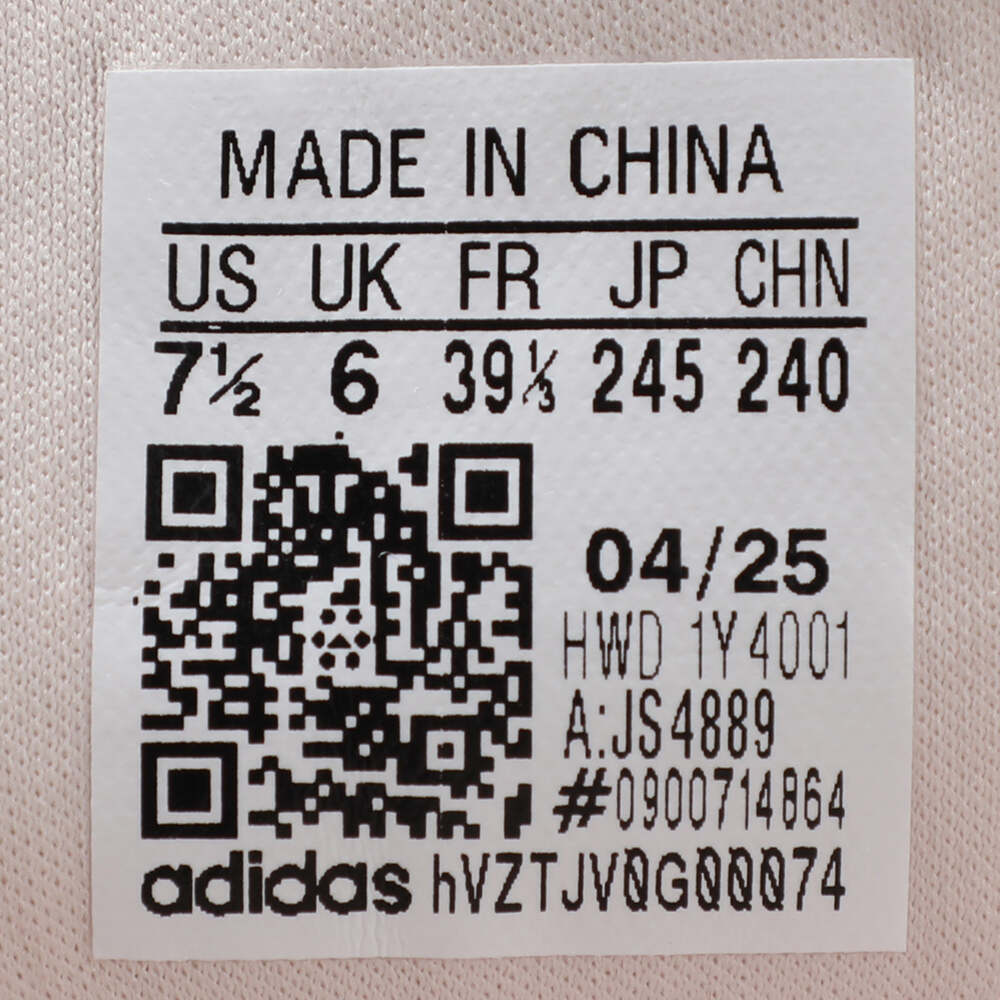 MADE IN CHINA
US UK FR JP CHN
7½ 6 39⅓ 245 240
04/25
HWD 1Y4001
A:JS4889
#0900714864
adidas hVZTJV0G00074